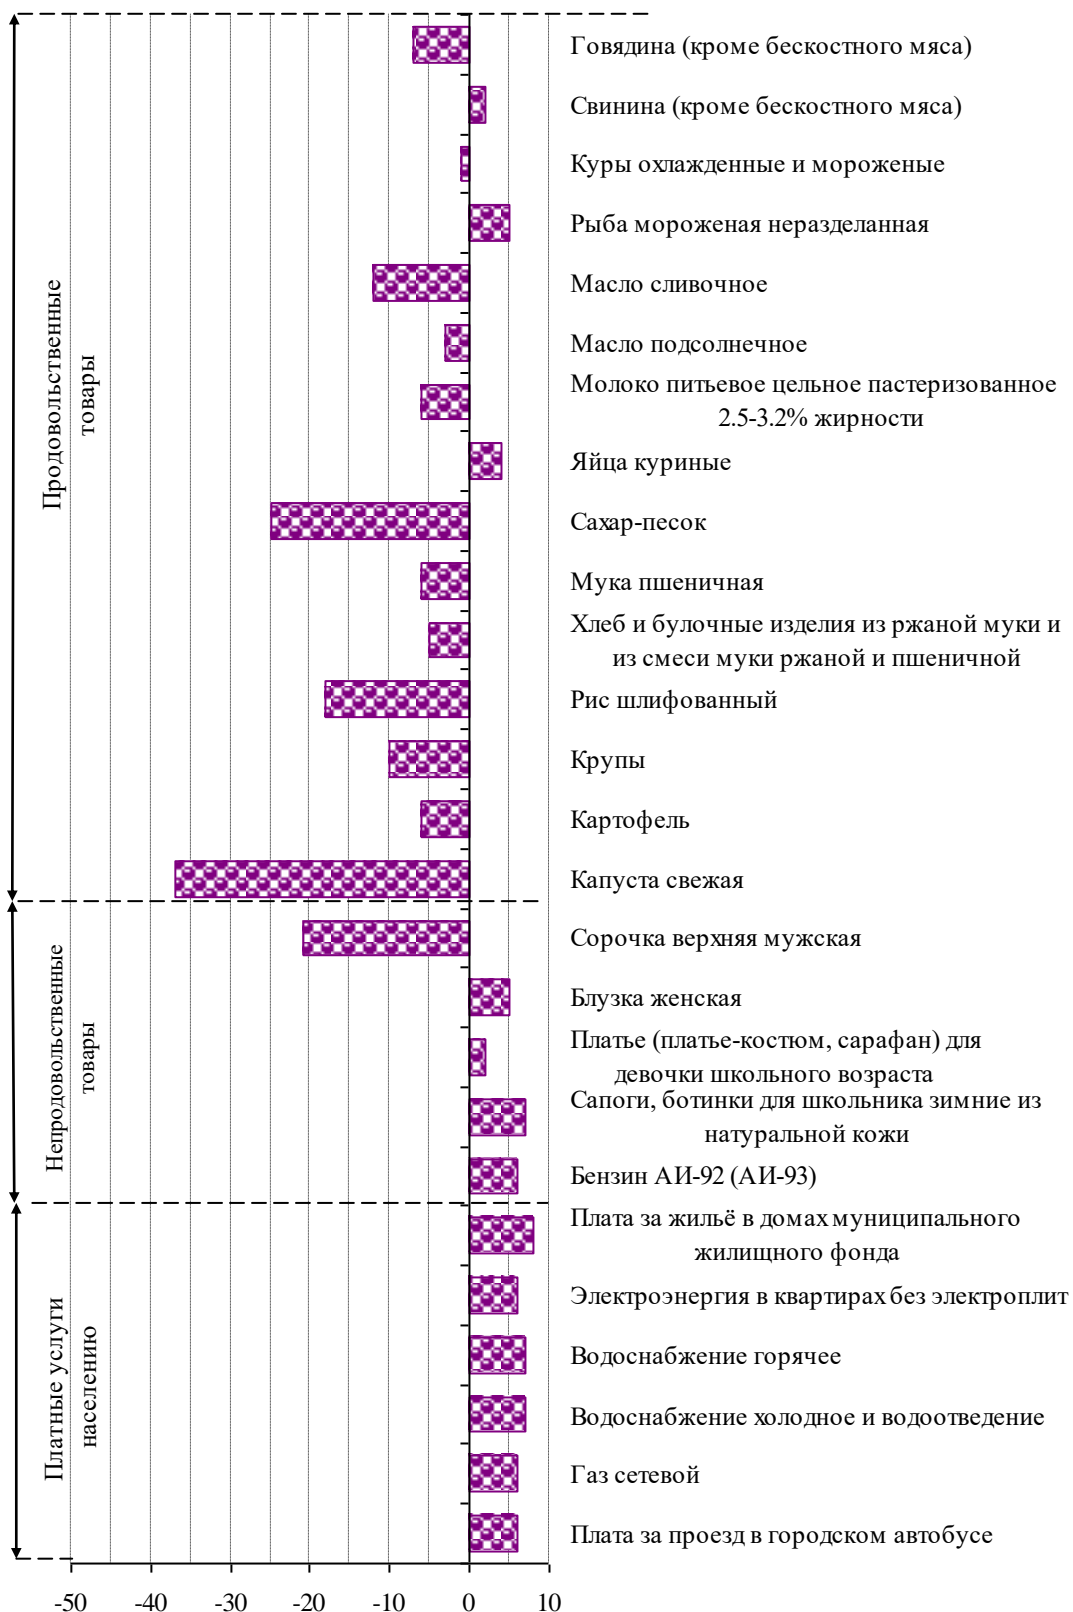 Продовольственные
товары
Говядина (кроме бескостного мяса)
Свинина (кроме бескостного мяса)
Куры охлажденные и мороженые
Рыба мороженая неразделанная
Масло сливочное
Масло подсолнечное
Молоко питьевое цельное пастеризованное
2.5-3.2% жирности
Яйца куриные
Сахар-песок
Мука пшеничная
Хлеб и булочные изделия из ржаной муки и
из смеси муки ржаной и пшеничной
Рис шлифованный
Крупы
Картофель
Капуста свежая
Непродовольственные
товары
Сорочка верхняя мужская
Блузка женская
Платье (платье-костюм, сарафан) для
девочки школьного возраста
Сапоги, ботинки для школьника зимние из
натуральной кожи
Бензин АИ-92 (АИ-93)
Платные услуги
населению
Плата за жильё в домах муниципального
жилищного фонда
Электроэнергия в квартирах без электроплит
Водоснабжение горячее
Водоснабжение холодное и водоотведение
Газ сетевой
Плата за проезд в городском автобусе
-50 -40 -30 -20 -10 0 10